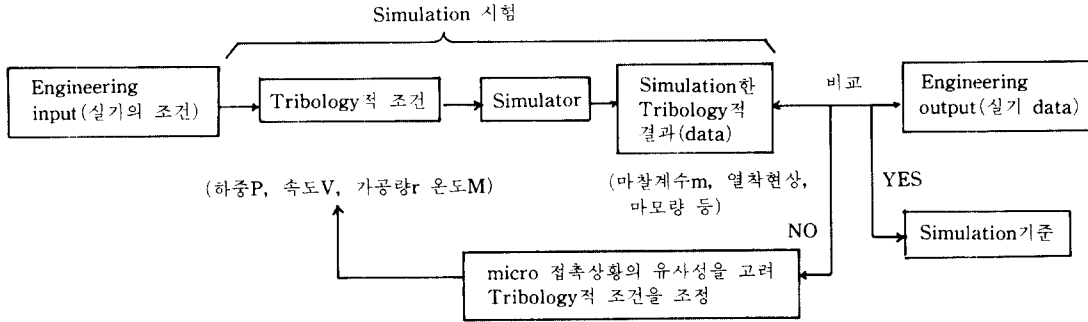 Simulation 시험
Engineering
input(실기의 조건)
Tribology적 조건
Simulator
Simulation한
Tribology적
결과(data)
비교
Engineering
output(실기 data)
(하중P, 속도V, 가공량r 온도M)
(마찰계수m, 열착현상,
마모량 등)
YES
NO
Simulation기준
micro 접촉상황의 유사성을 고려
Tribology적 조건을 조정